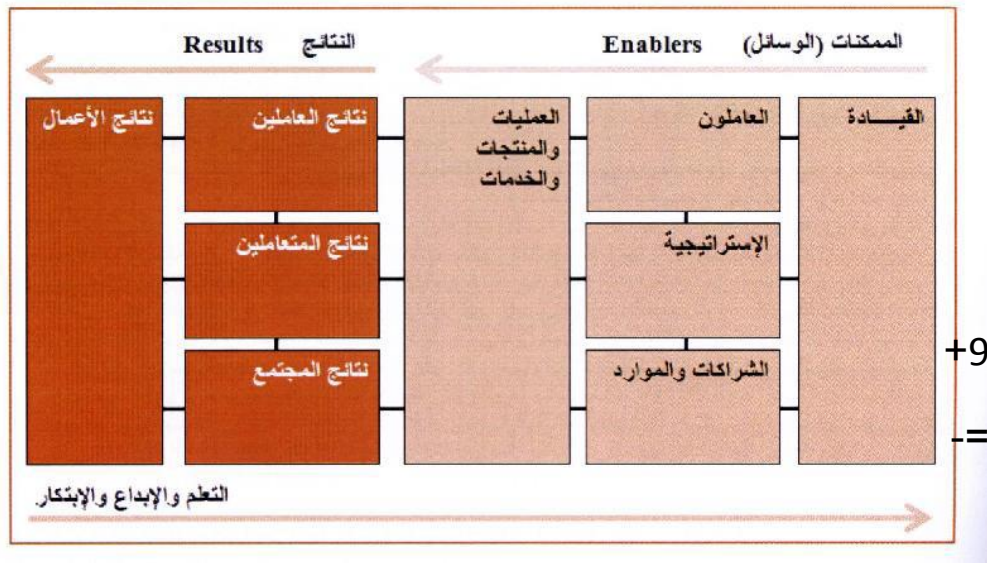 الممكنات (الوسائل) Enablers
النتائج Results
القيــــادة
العاملون
الإستراتيجية
الشراكات والموارد
العمليات
والمنتجات
والخدمات
نتائج العاملين
نتائج المتعاملين
نتائج المجتمع
نتائج الأعمال
التعلم والإبداع والإبتكار.
+9
-=